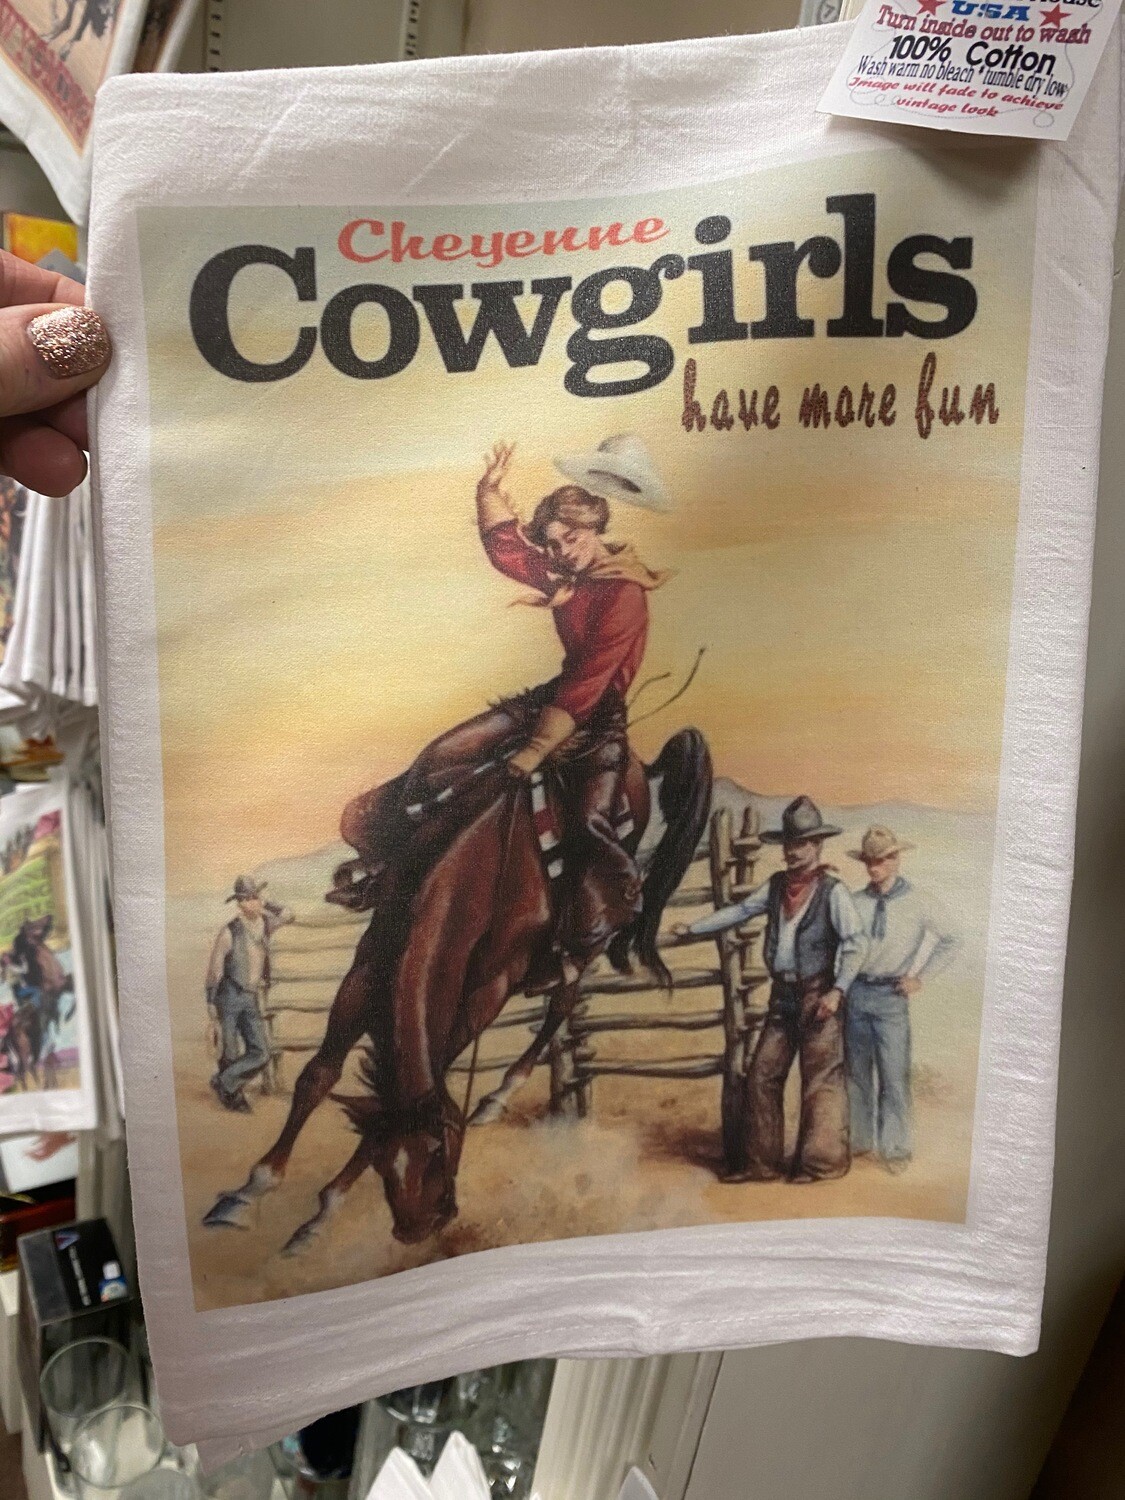 USA
Turn inside out to wash
100% Cotton
Wash warm no bleach * tumble dry low
Image will fade to achieve
vintage look
Cheyenne
Cowgirls
have more fun